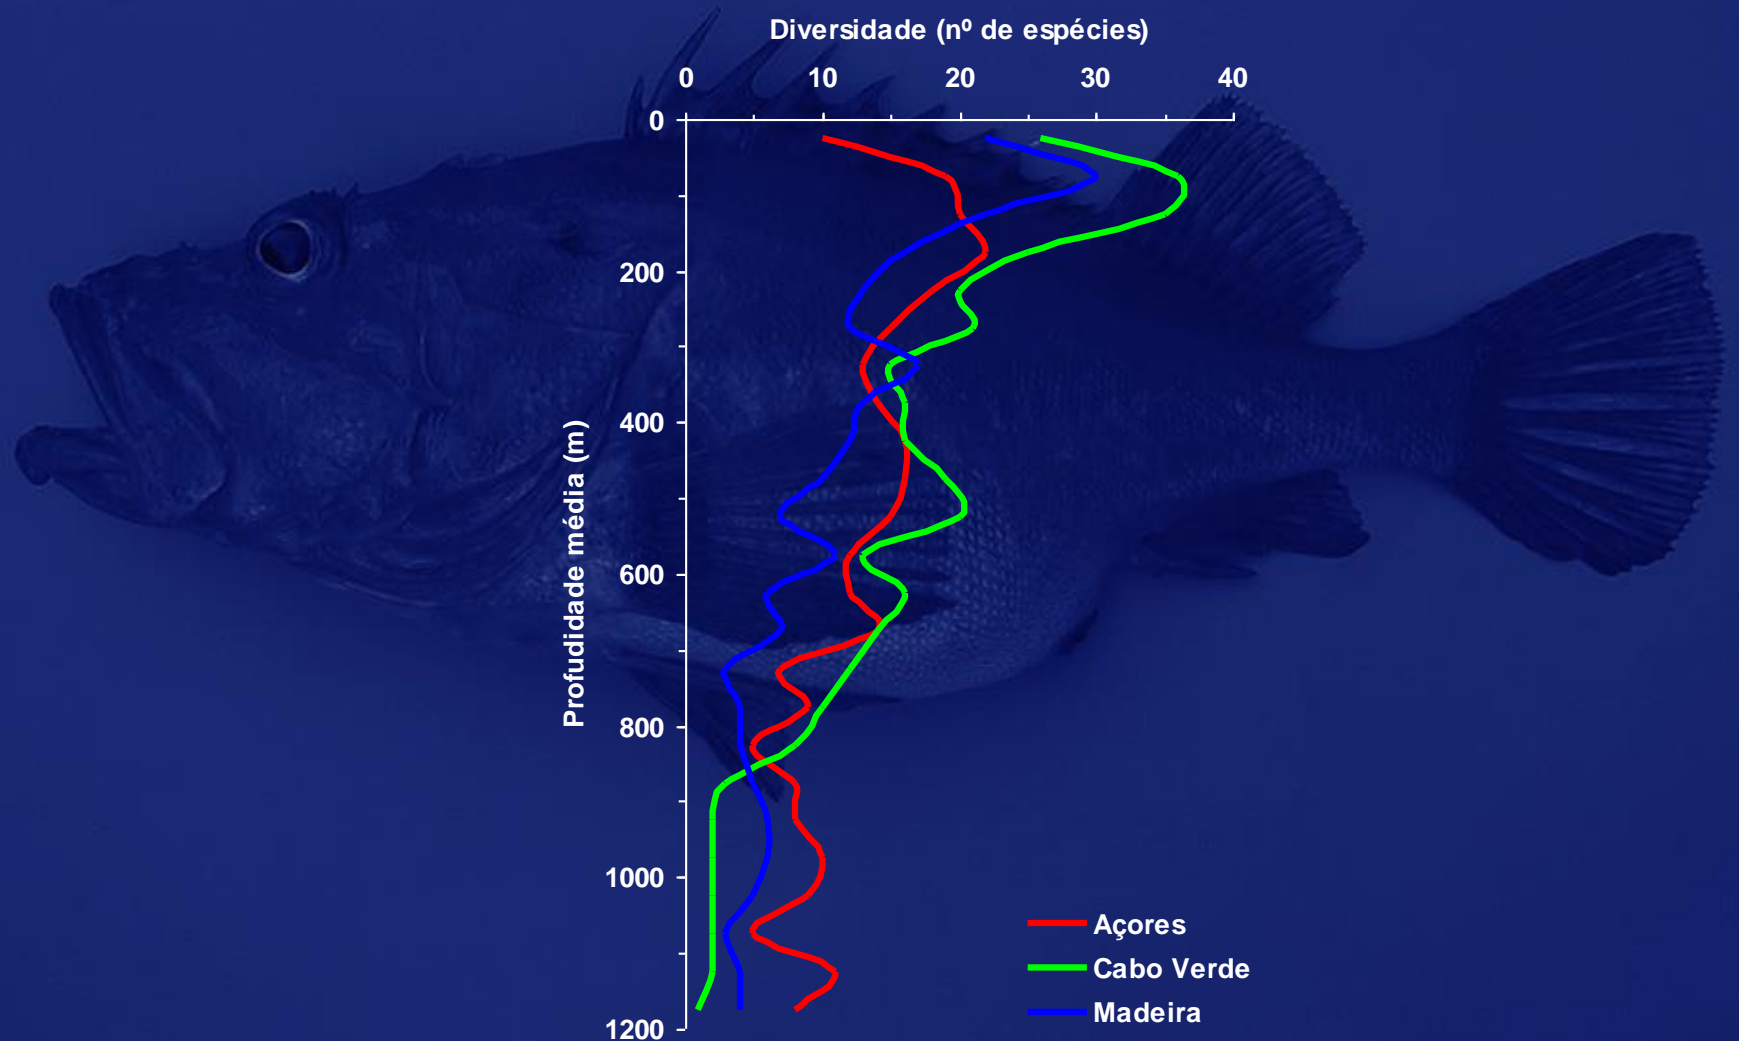 Diversidade (nº de espécies)
0 10 20 30 40
0
200
400
600
800
1000
1200
Profudidade média (m)
Açores
Cabo Verde
Madeira